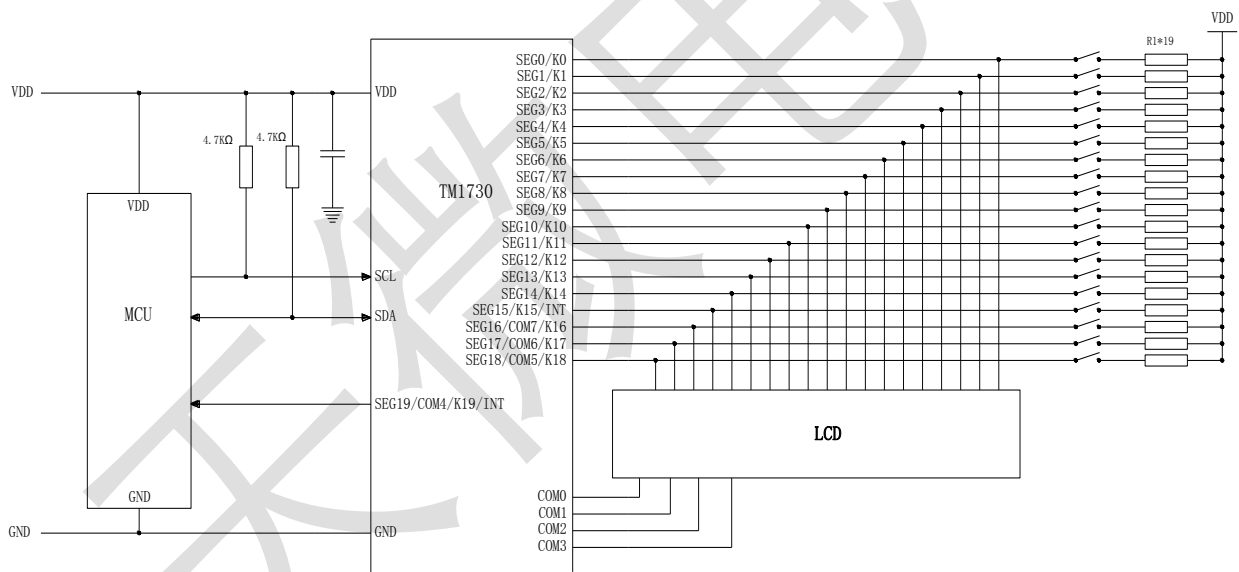 VDD
R1*19
SEG0/K0
SEG1/K1
VDD
VDD
SEG2/K2
SEG3/K3
SEG4/K4
4.7KΩ
4.7KΩ
SEG5/K5
SEG6/K6
SEG7/K7
TM1730
SEG8/K8
VDD
SEG9/K9
SEG10/K10
SEG11/K11
SEG12/K12
SCL
SEG13/K13
SEG14/K14
MCU
SDA
SEG15/K15/INT
SEG16/COM7/K16
SEG17/COM6/K17
SEG18/COM5/K18
SEG19/COM4/K19/INT
LCD
GND
COM0
COM1
GND
GND
COM2
COM3
天微电